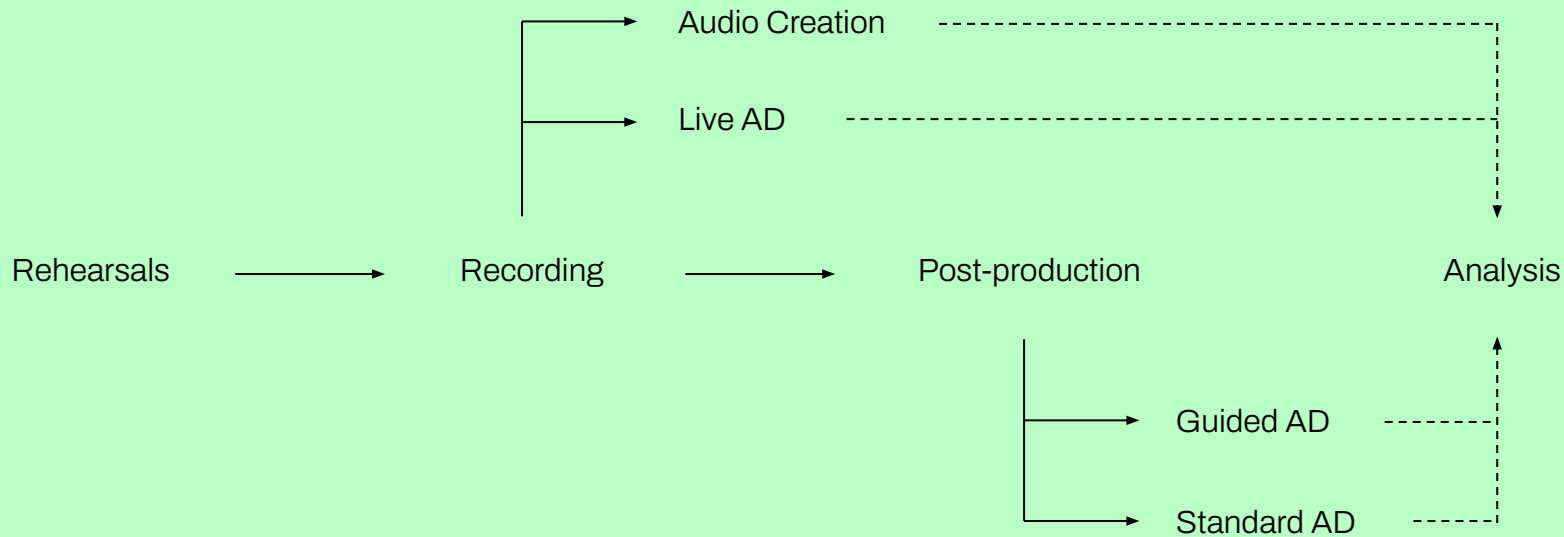 Audio Creation
Live AD
Rehearsals
Recording
Post-production
Analysis
Guided AD
Standard AD